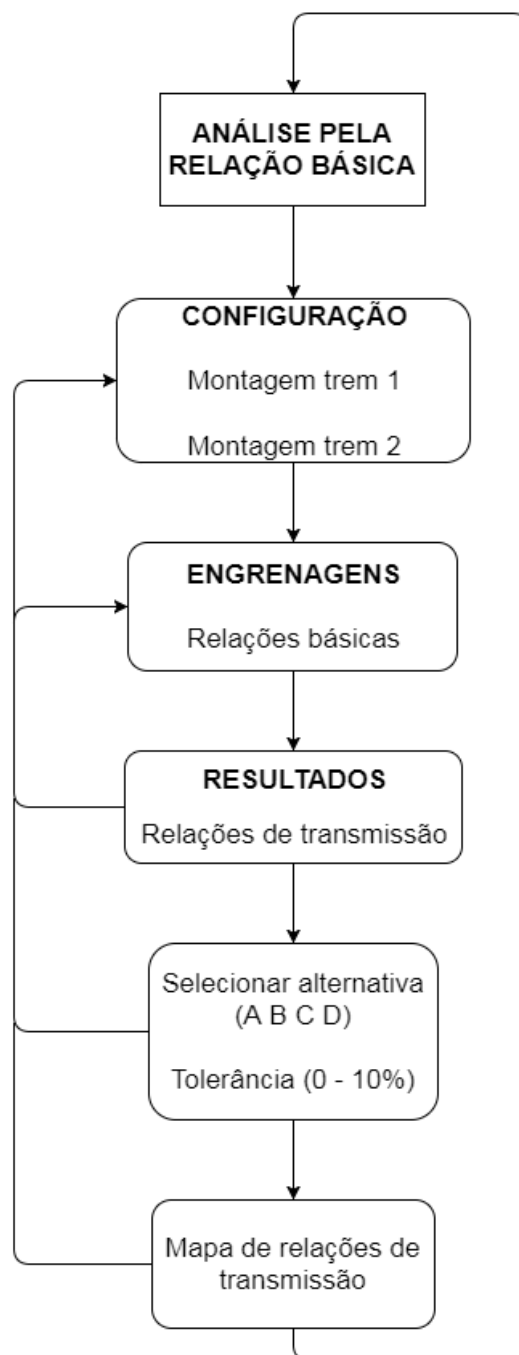 ANÁLISE PELA
RELAÇÃO BÁSICA
CONFIGURAÇÃO
Montagem trem 1
Montagem trem 2
ENGRENAGENS
Relações básicas
RESULTADOS
Relações de transmissão
Selecionar alternativa
(A B C D)
Tolerância (0 - 10%)
Mapa de relações de
transmissão